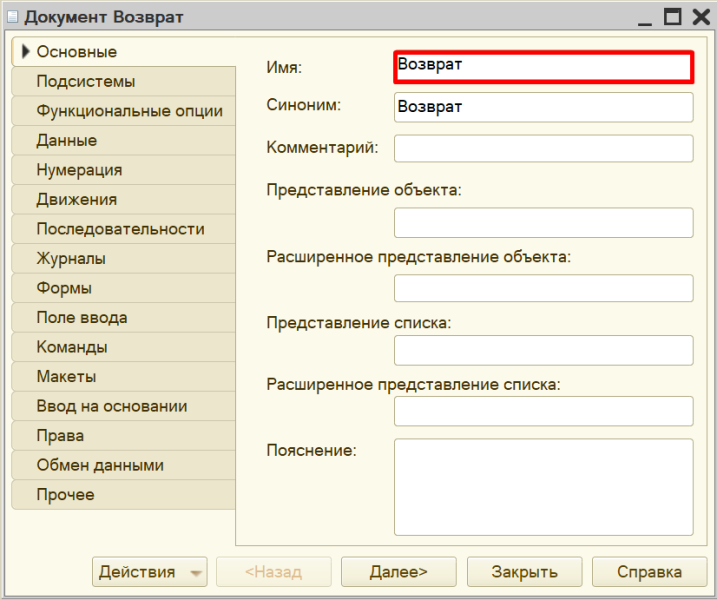 Документ Возврат
Основные
Подсистемы
Функциональные опции
Данные
Нумерация
Движения
Последовательности
Журналы
Формы
Поле ввода
Команды
Макеты
Ввод на основании
Права
Обмен данными
Прочее
Имя: Возврат
Синоним: Возврат
Комментарий:
Представление объекта:
Расширенное представление объекта:
Представление списка:
Расширенное представление списка:
Пояснение:
Действия <Назад Далее> Закрыть Справка